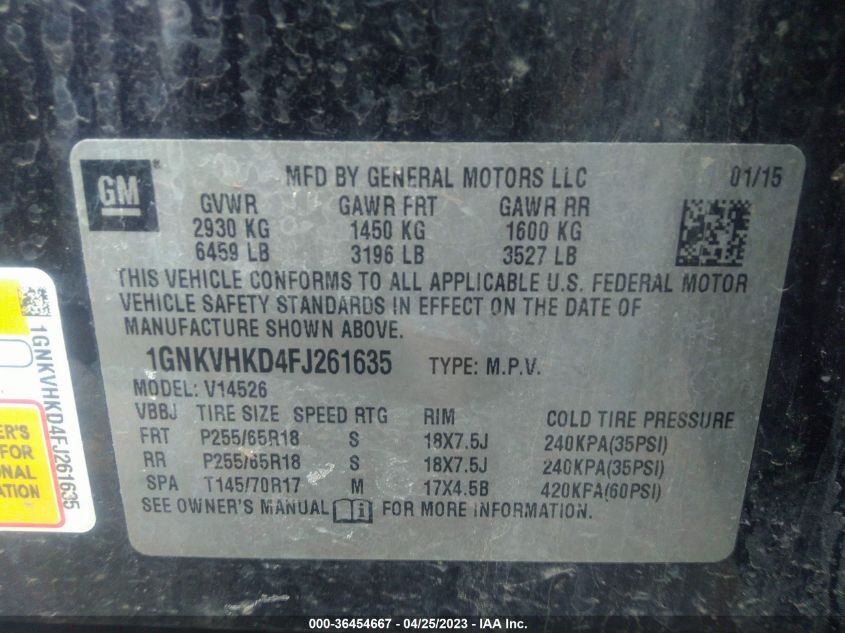 GM
®
MFD BY GENERAL MOTORS LLC 01/15
GVWR GAWR FRT GAWR RR
2930 KG 1450 KG 1600 KG
6459 LB 3196 LB 3527 LB
THIS VEHICLE CONFORMS TO ALL APPLICABLE U.S. FEDERAL MOTOR
VEHICLE SAFETY STANDARDS IN EFFECT ON THE DATE OF
MANUFACTURE SHOWN ABOVE.
1GNKVHKD4FJ261635 TYPE: M.P.V.
MODEL: V14526
VBBJ TIRE SIZE SPEED RTG RIM COLD TIRE PRESSURE
FRT P255/65R18 S 18X7.5J 240KPA(35PSI)
RR P255/65R18 S 18X7.5J 240KPA(35PSI)
SPA T145/70R17 M 17X4.5B 420KPA(60PSI)
SEE OWNER'S MANUAL FOR MORE INFORMATION.
1GNKVHKD4FJ261635
ER'S
FOR
ONAL
ATION
000-36454667 - 04/25/2023 - IAA Inc.